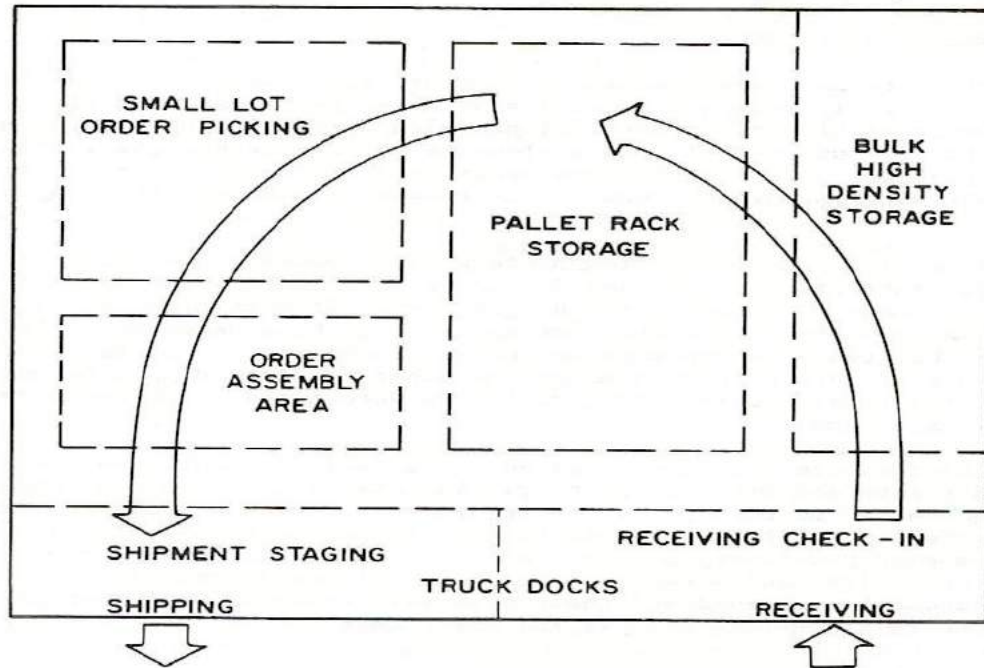 SMALL LOT
ORDER PICKING
BULK
HIGH
DENSITY
STORAGE
PALLET RACK
STORAGE
ORDER
ASSEMBLY
AREA
SHIPMENT STAGING
RECEIVING CHECK-IN
TRUCK DOCKS
SHIPPING
RECEIVING